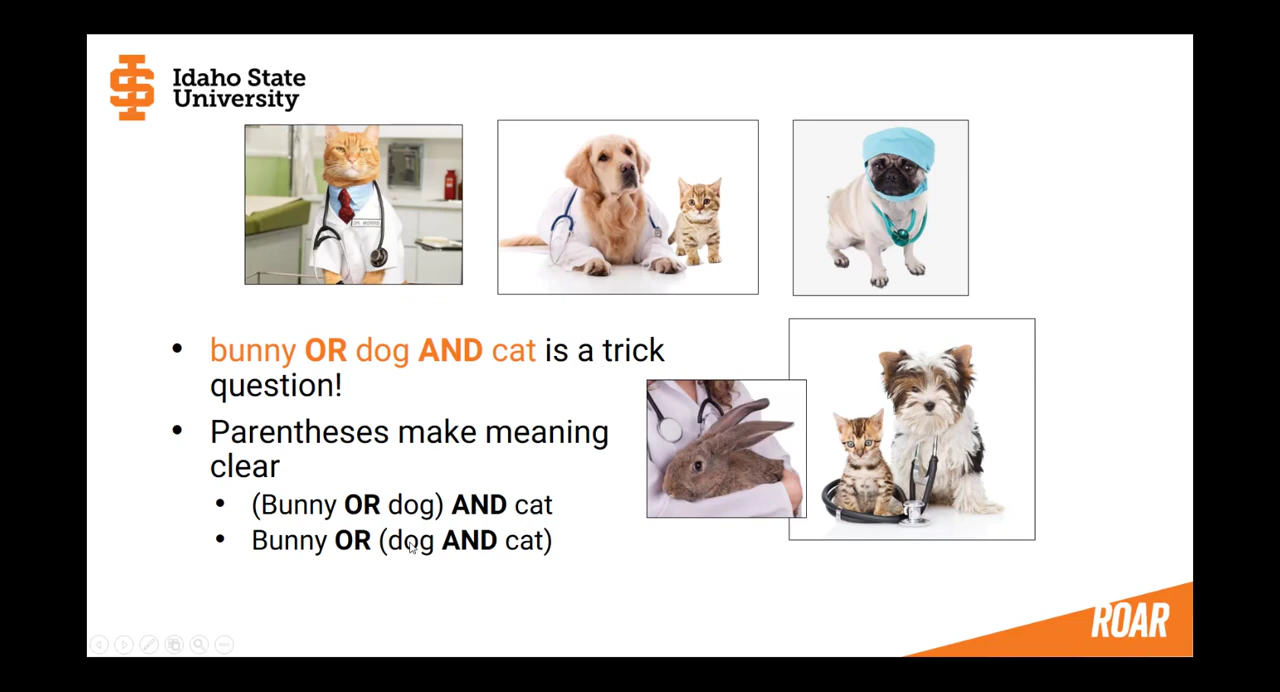 Idaho State
University
bunny OR dog AND cat is a trick
question!
Parentheses make meaning
clear
(Bunny OR dog) AND cat
Bunny OR (dog AND cat)
ROAR